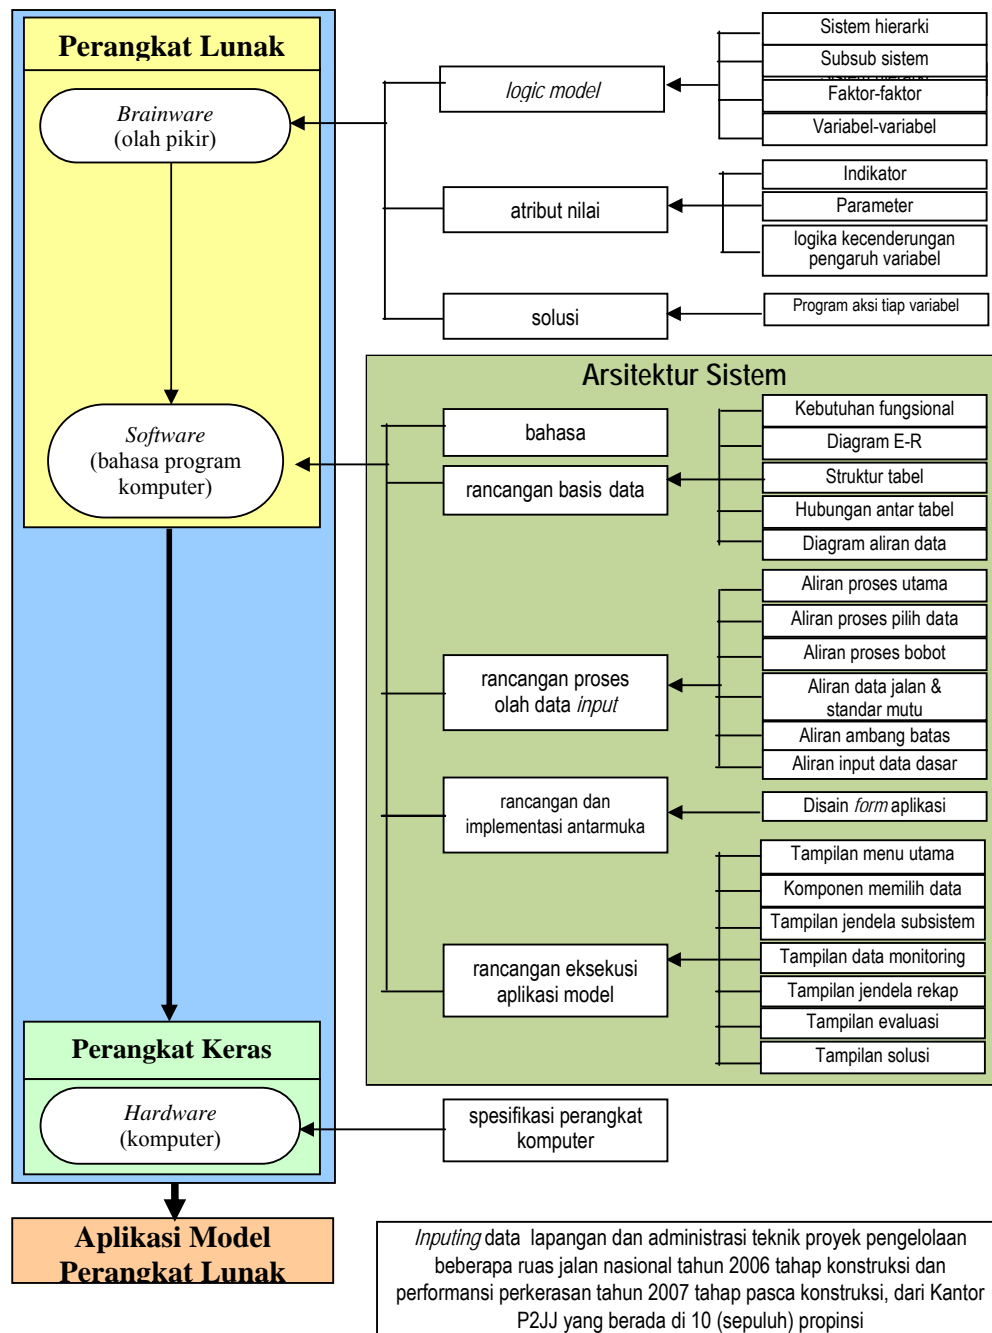 Perangkat Lunak
Brainware
(olah pikir)
Software
(bahasa program
komputer)
Perangkat Keras
Hardware
(komputer)
Aplikasi Model
Perangkat Lunak
logic model
Sistem hierarki
Subsub sistem
Faktor-faktor
Variabel-variabel
atribut nilai
Indikator
Parameter
logika kecenderungan
pengaruh variabel
solusi
Program aksi tiap variabel
Arsitektur Sistem
bahasa
rancangan basis data
Kebutuhan fungsional
Diagram E-R
Struktur tabel
Hubungan antar tabel
Diagram aliran data
rancangan proses
olah data input
Aliran proses utama
Aliran proses pilih data
Aliran proses bobot
Aliran data jalan &
standar mutu
Aliran ambang batas
Aliran input data dasar
rancangan dan
implementasi antarmuka
Disain form aplikasi
rancangan eksekusi
aplikasi model
Tampilan menu utama
Komponen memilih data
Tampilan jendela subsistem
Tampilan data monitoring
Tampilan jendela rekap
Tampilan evaluasi
Tampilan solusi
spesifikasi perangkat
komputer
Inputing data lapangan dan administrasi teknik proyek pengelolaan
beberapa ruas jalan nasional tahun 2006 tahap konstruksi dan
performansi perkerasan tahun 2007 tahap pasca konstruksi, dari Kantor
P2JJ yang berada di 10 (sepuluh) propinsi